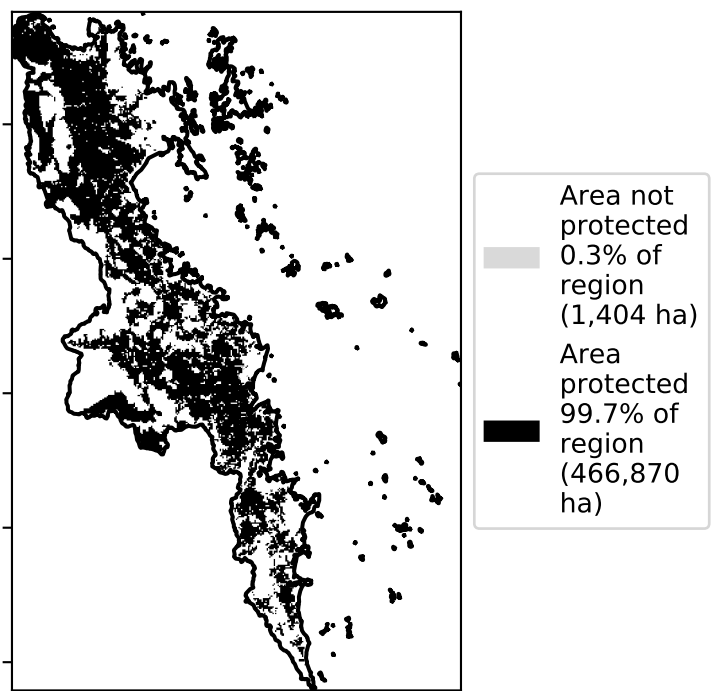 Area not
protected
0.3% of
region
(1,404 ha)
Area
protected
99.7% of
region
(466,870
ha)